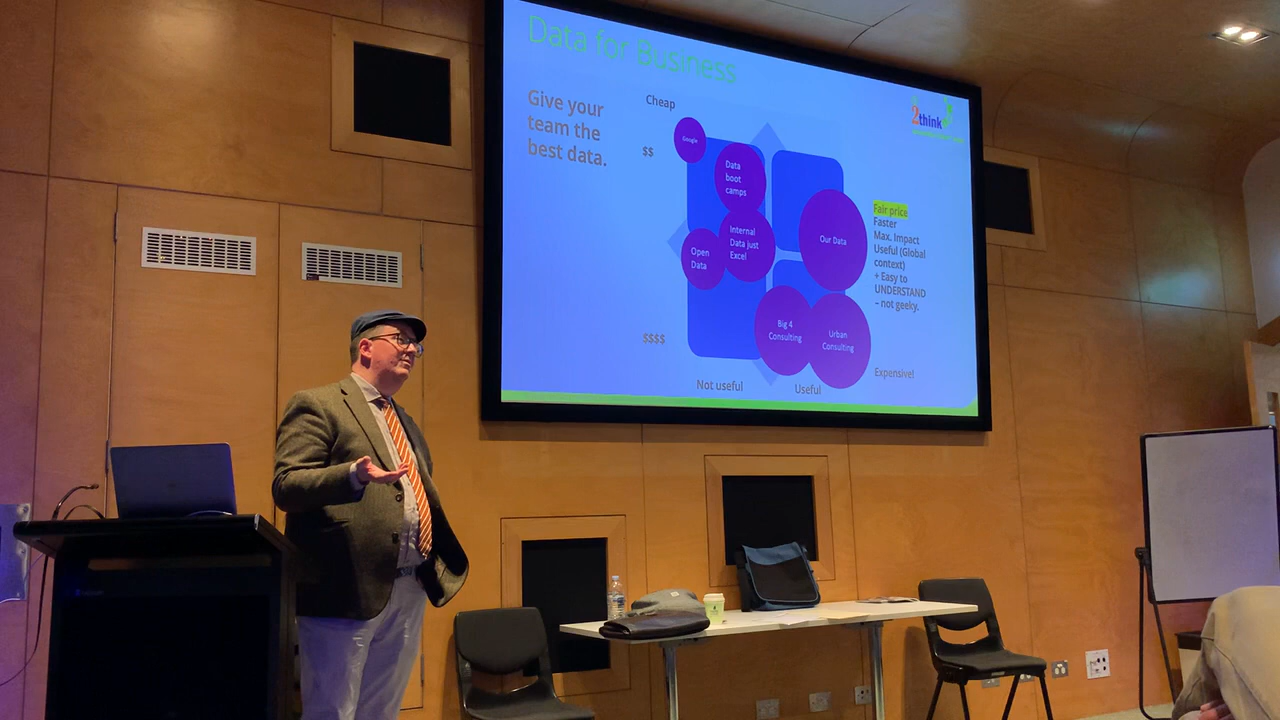 Data for Business
Give your
team the
best data.
Cheap
$$
$$$$
Google
Data
boot
camps
Internal
Data just
Excel
Open
Data
Our Data
Big 4
Consulting
Urban
Consulting
Not useful
Useful
Expensive!
2think
Fair price
Faster
Max. Impact
Useful (Global
context)
+ Easy to
UNDERSTAND
– not geeky.